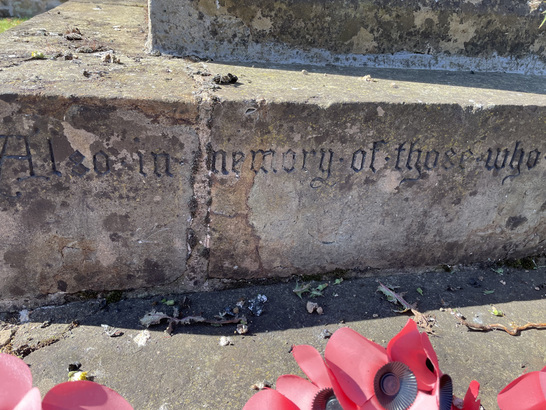 Also · in · memory · of · those · who ·